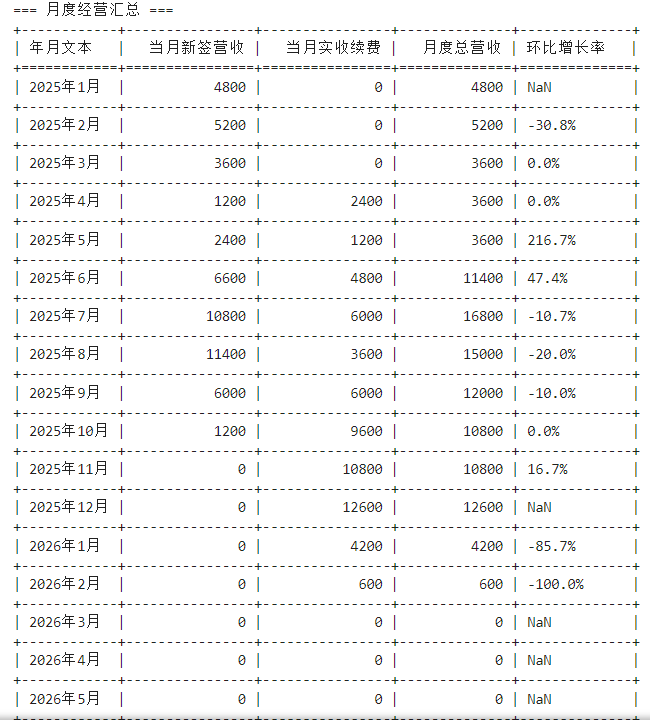 === 月度经营汇总 ===
+------------+----------------+----------------+--------------+--------------+
| 年月文本 | 当月新签营收 | 当月实收续费 | 月度总营收 | 环比增长率 |
+============+================+================+==============+==============+
| 2025年1月 | 4800 | 0 | 4800 | NaN |
+------------+----------------+----------------+--------------+--------------+
| 2025年2月 | 5200 | 0 | 5200 | -30.8% |
+------------+----------------+----------------+--------------+--------------+
| 2025年3月 | 3600 | 0 | 3600 | 0.0% |
+------------+----------------+----------------+--------------+--------------+
| 2025年4月 | 1200 | 2400 | 3600 | 0.0% |
+------------+----------------+----------------+--------------+--------------+
| 2025年5月 | 2400 | 1200 | 3600 | 216.7% |
+------------+----------------+----------------+--------------+--------------+
| 2025年6月 | 6600 | 4800 | 11400 | 47.4% |
+------------+----------------+----------------+--------------+--------------+
| 2025年7月 | 10800 | 6000 | 16800 | -10.7% |
+------------+----------------+----------------+--------------+--------------+
| 2025年8月 | 11400 | 3600 | 15000 | -20.0% |
+------------+----------------+----------------+--------------+--------------+
| 2025年9月 | 6000 | 6000 | 12000 | -10.0% |
+------------+----------------+----------------+--------------+--------------+
| 2025年10月 | 1200 | 9600 | 10800 | 0.0% |
+------------+----------------+----------------+--------------+--------------+
| 2025年11月 | 0 | 10800 | 10800 | 16.7% |
+------------+----------------+----------------+--------------+--------------+
| 2025年12月 | 0 | 12600 | 12600 | NaN |
+------------+----------------+----------------+--------------+--------------+
| 2026年1月 | 0 | 4200 | 4200 | -85.7% |
+------------+----------------+----------------+--------------+--------------+
| 2026年2月 | 0 | 600 | 600 | -100.0% |
+------------+----------------+----------------+--------------+--------------+
| 2026年3月 | 0 | 0 | 0 | NaN |
+------------+----------------+----------------+--------------+--------------+
| 2026年4月 | 0 | 0 | 0 | NaN |
+------------+----------------+----------------+--------------+--------------+
| 2026年5月 | 0 | 0 | 0 | NaN |
+------------+----------------+----------------+--------------+--------------+